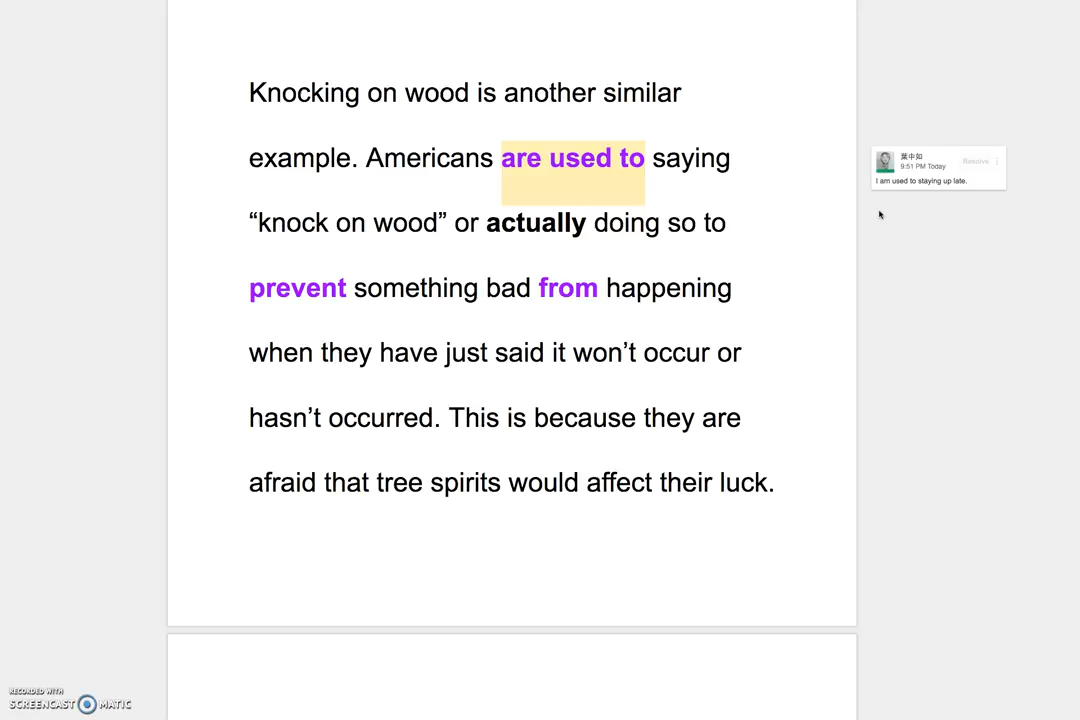 Knocking on wood is another similar
example. Americans are used to saying
“knock on wood” or actually doing so to
prevent something bad from happening
when they have just said it won’t occur or
hasn’t occurred. This is because they are
afraid that tree spirits would affect their luck.
葉中如
9:51 PM Today
Resolve
I am used to staying up late.
RECORDED WITH
SCREENCAST MATIC